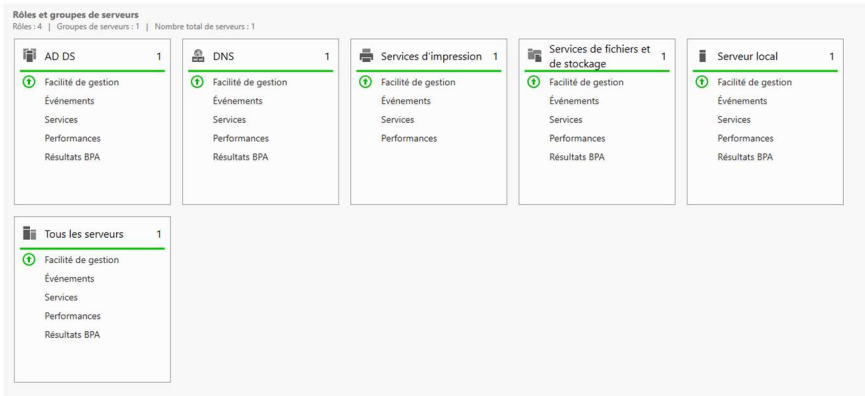 Rôles et groupes de serveurs
Rôles : 4 | Groupes de serveurs : 1 | Nombre total de serveurs : 1
AD DS 1
Facilité de gestion
Événements
Services
Performances
Résultats BPA
DNS 1
Facilité de gestion
Événements
Services
Performances
Résultats BPA
Services d'impression 1
Facilité de gestion
Événements
Services
Performances
Services de fichiers et
de stockage 1
Facilité de gestion
Événements
Services
Performances
Résultats BPA
Serveur local 1
Facilité de gestion
Événements
Services
Performances
Résultats BPA
Tous les serveurs 1
Facilité de gestion
Événements
Services
Performances
Résultats BPA